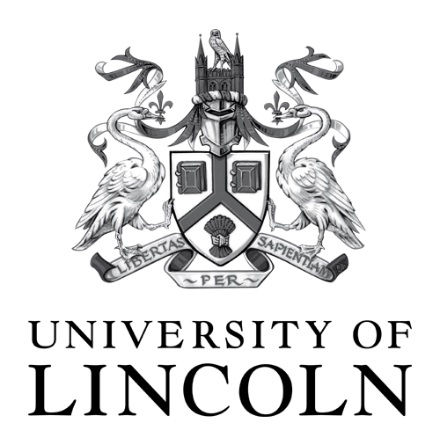 LIBERTAS
PER
SAPIENTIAM
UNIVERSITY OF
LINCOLN